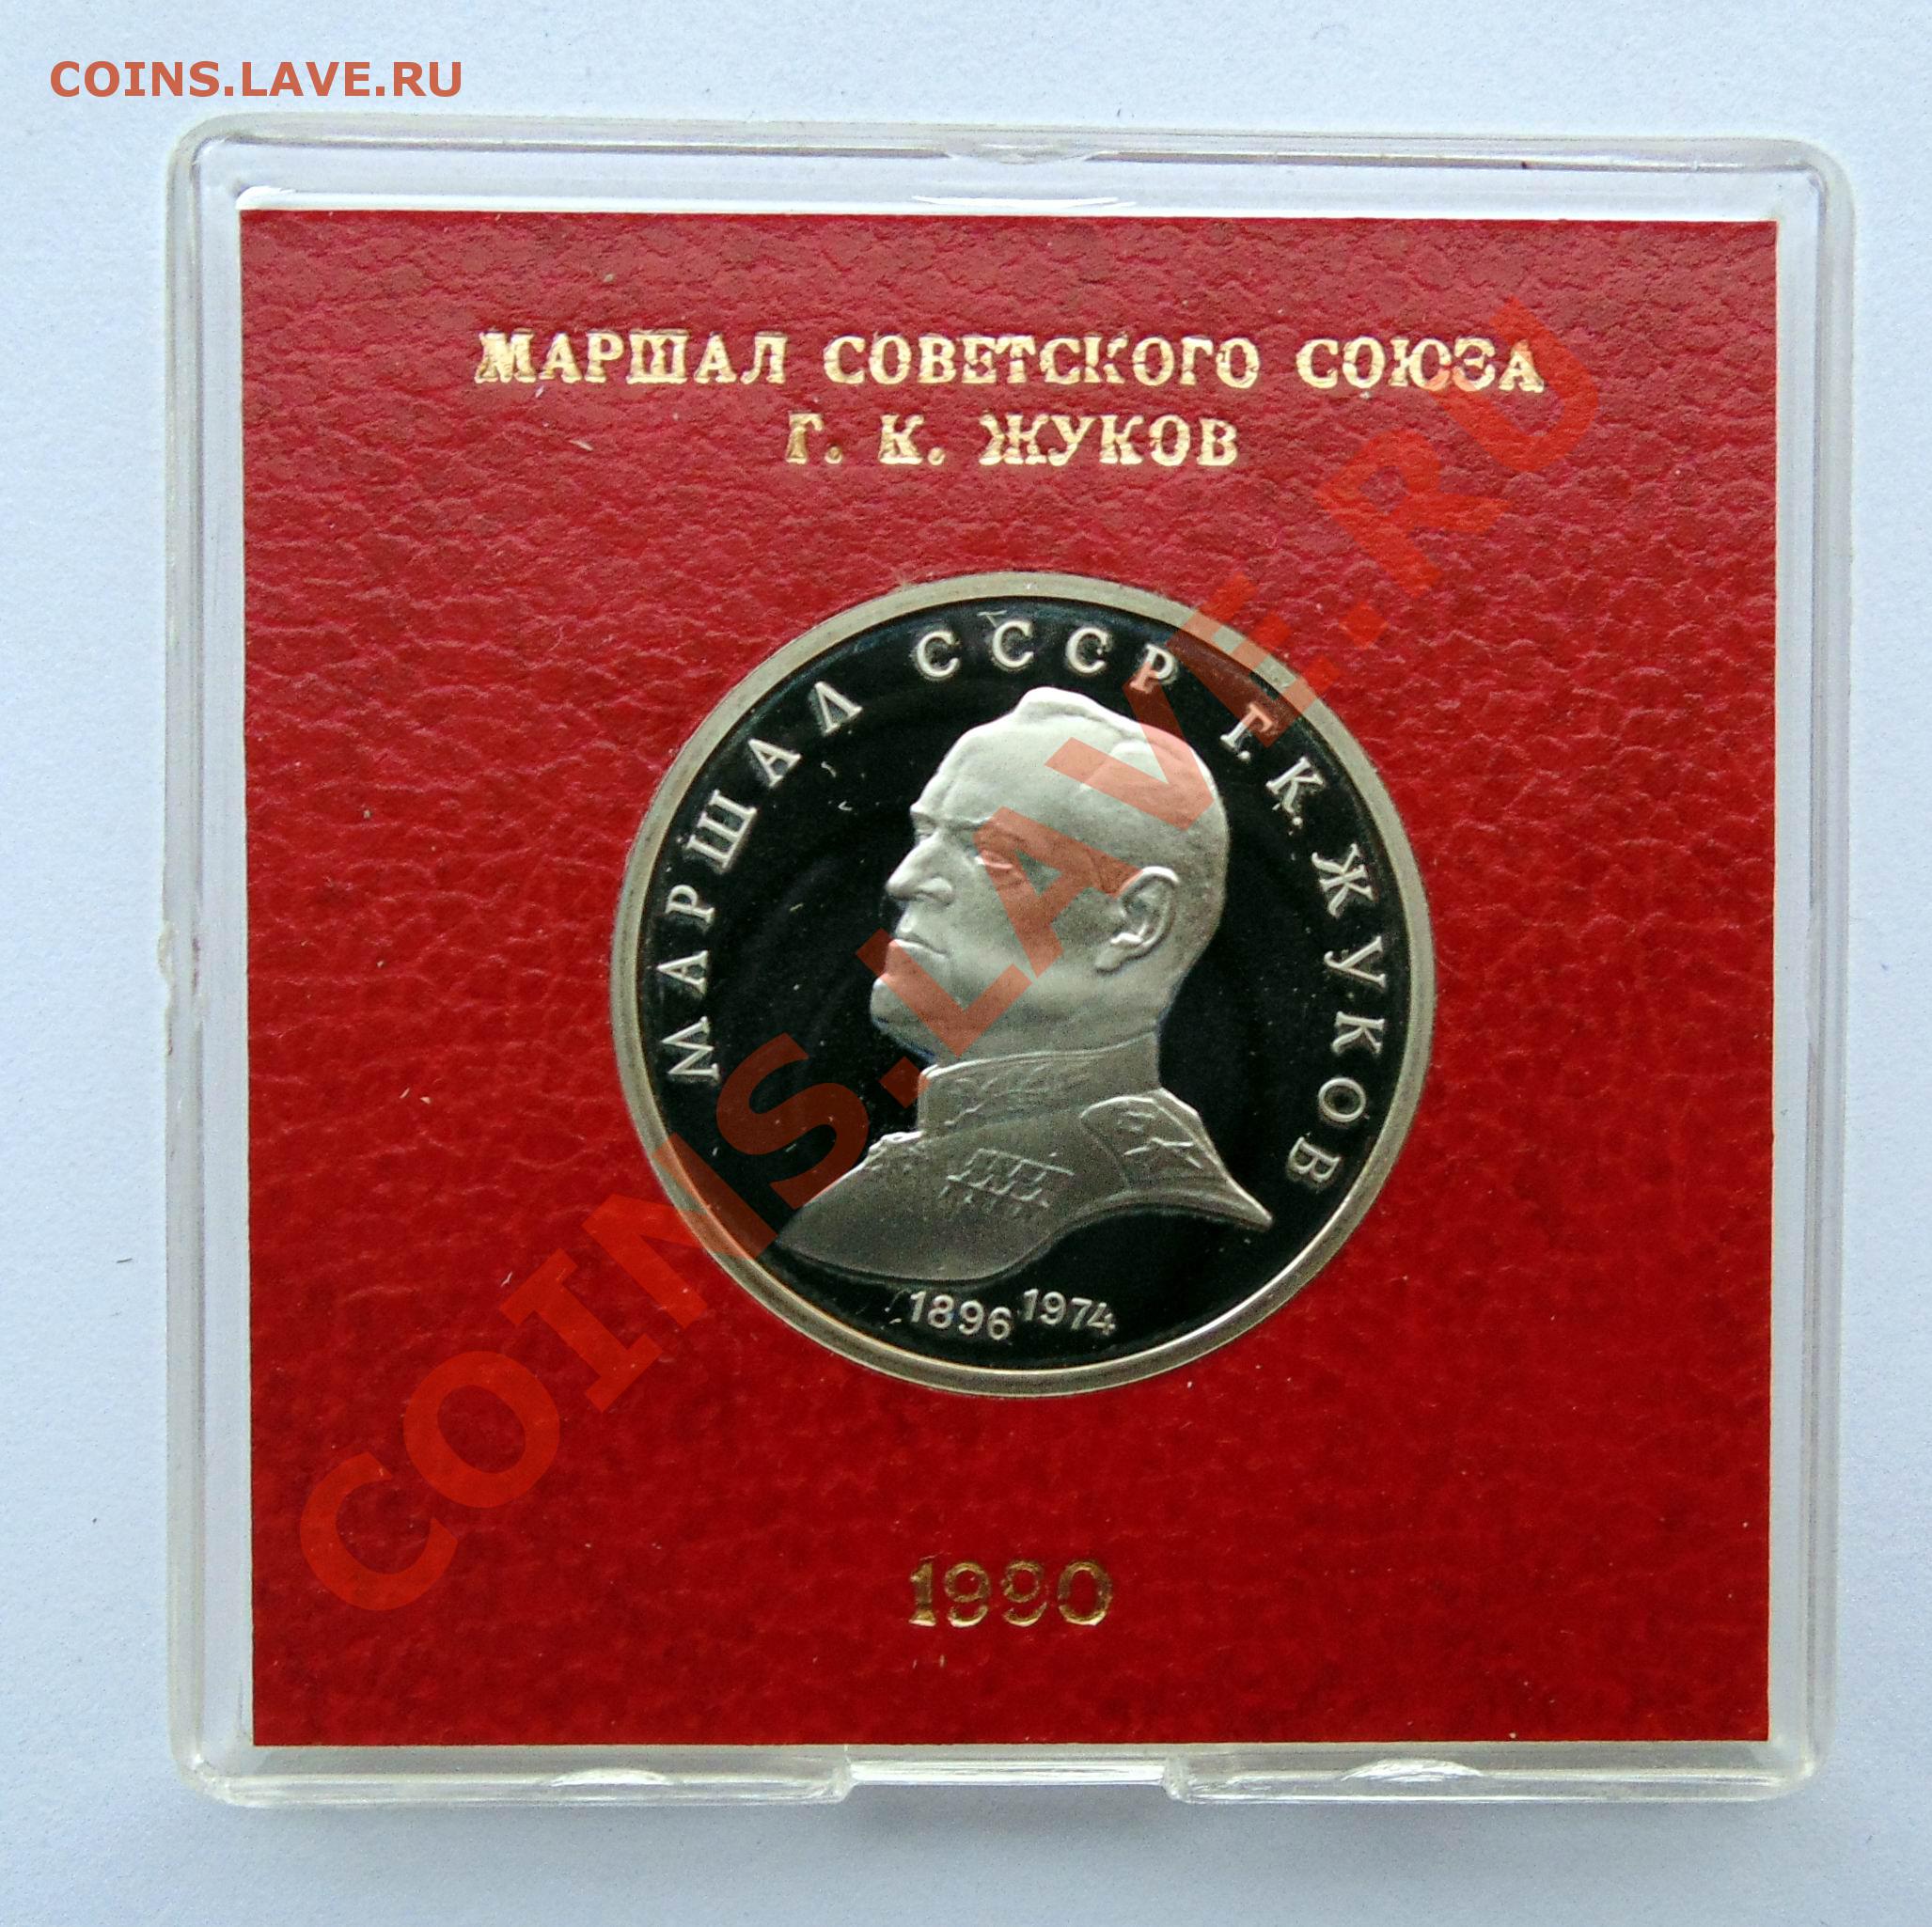 COINS.LAVE.RU
МАРШАЛ СОВЕТСКОГО СОЮЗА
Г. К. ЖУКОВ
МАРШАЛ СССР Г. К. ЖУКОВ
1896 1974
1990
COINS.LAVE.RU